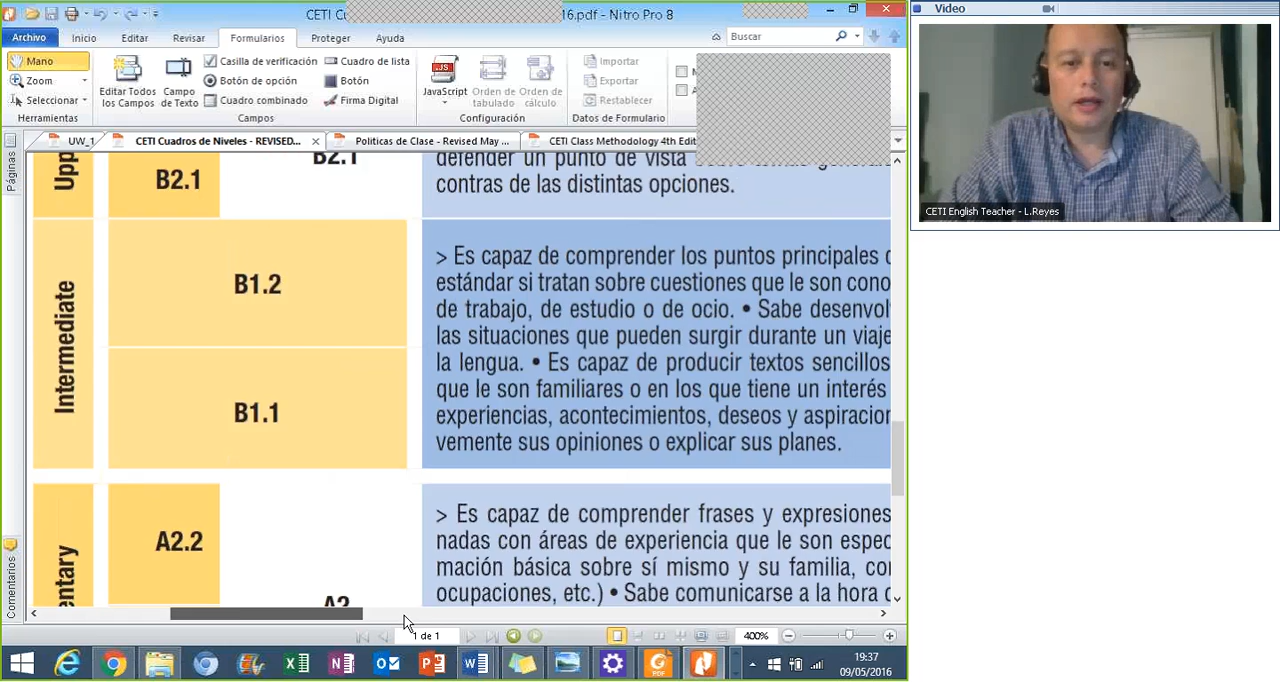 CETI Cu 16.pdf - Nitro Pro 8
Video
Archivo Inicio Editar Revisar Formularios Proteger Ayuda Buscar
Mano
Zoom
Seleccionar
Herramientas
Editar Todos los Campos
Campo de Texto
Casilla de verificación
Botón de opción
Cuadro combinado
Cuadro de lista
Botón
Firma Digital
Campos
JS
JavaScript
Orden de tabulado
Orden de cálculo
Configuración
Importar
Exportar
Restablecer
Datos de Formulario
UW_1 CETI Cuadros de Niveles - REVISED... Politicas de Clase - Revised May ... CETI Class Methodology 4th Edit
Páginas
Comentarios
Upp
B2.1
B2.1
defender un punto de vista
contras de las distintas opciones.
Intermediate
B1.2
B1.1
> Es capaz de comprender los puntos principales
estándar si tratan sobre cuestiones que le son cono
de trabajo, de estudio o de ocio. • Sabe desenvol
las situaciones que pueden surgir durante un viaje
la lengua. • Es capaz de producir textos sencillos
que le son familiares o en los que tiene un interés
experiencias, acontecimientos, deseos y aspiracion
vemente sus opiniones o explicar sus planes.
entary
A2.2
A2
> Es capaz de comprender frases y expresiones
nadas con áreas de experiencia que le son espec
mación básica sobre sí mismo y su familia, co
ocupaciones, etc.) • Sabe comunicarse a la hora
1 de 1
400%
19:37
09/05/2016
CETI English Teacher - L.Reyes